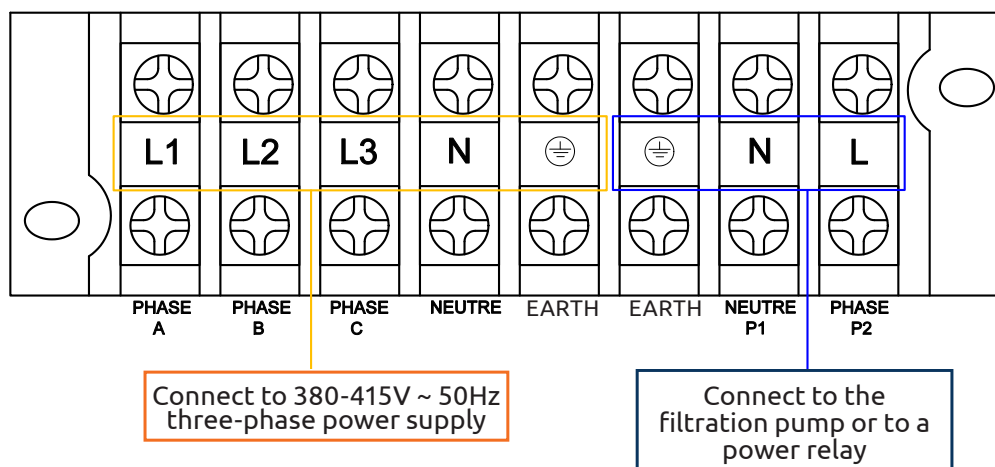 L1 L2 L3 N N L
PHASE A
PHASE B
PHASE C
NEUTRE
EARTH
EARTH
NEUTRE P1
PHASE P2
Connect to 380-415V ~ 50Hz
three-phase power supply
Connect to the
filtration pump or to a
power relay